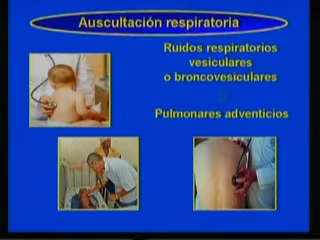 Auscultación respiratoria
Ruidos respiratorios
vesiculares
o broncovesiculares
Pulmonares adventicios